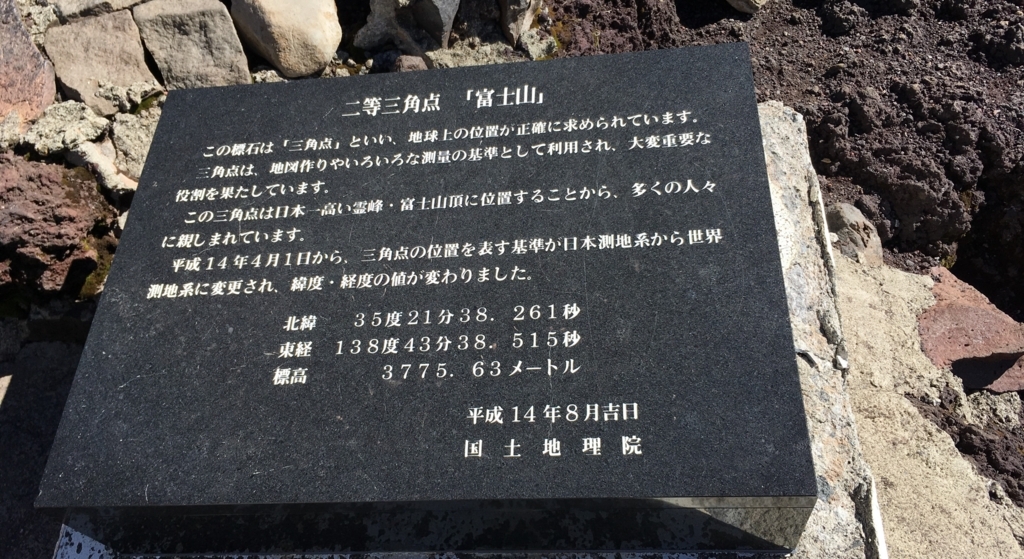 二等三角点 「富士山」
この標石は「三角点」といい、地球上の位置が正確に求められています。
三角点は、地図作りやいろいろな測量の基準として利用され、大変重要な
役割を果たしています。
この三角点は日本一高い霊峰・富士山頂に位置することから、多くの人々
に親しまれています。
平成14年4月1日から、三角点の位置を表す基準が日本測地系から世界
測地系に変更され、緯度・経度の値が変わりました。
北緯 35度21分38.261秒
東経 138度43分38.515秒
標高 3775.63メートル
平成14年8月吉日
国土地理院